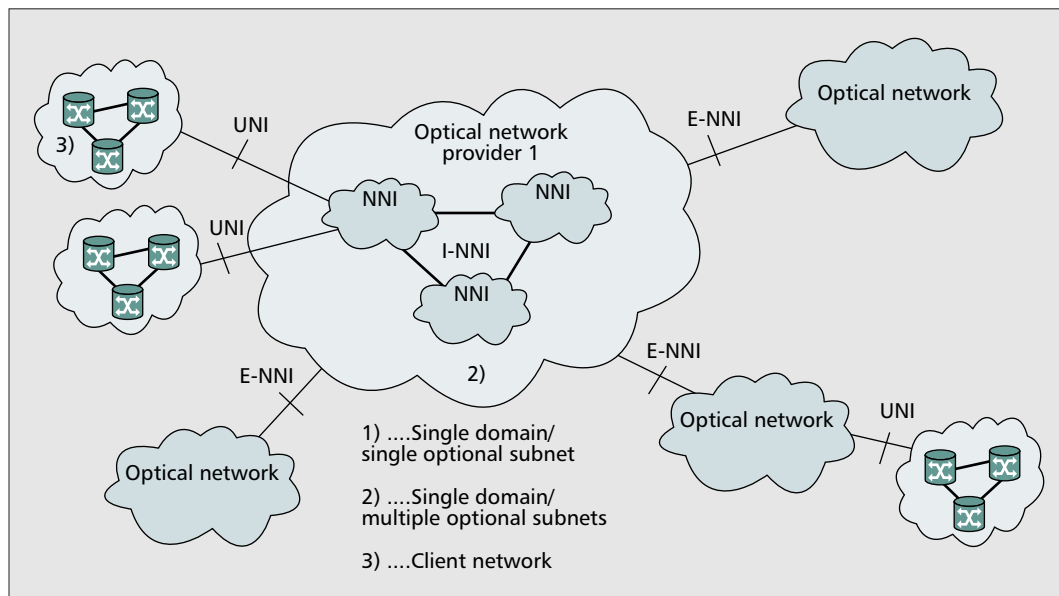 Optical network
E-NNI
UNI
Optical network
provider 1
3)
NNI
NNI
UNI
I-NNI
NNI
E-NNI
2)
E-NNI
Optical network
UNI
1) ....Single domain/
single optional subnet
Optical network
2) ....Single domain/
multiple optional subnets
3) ....Client network